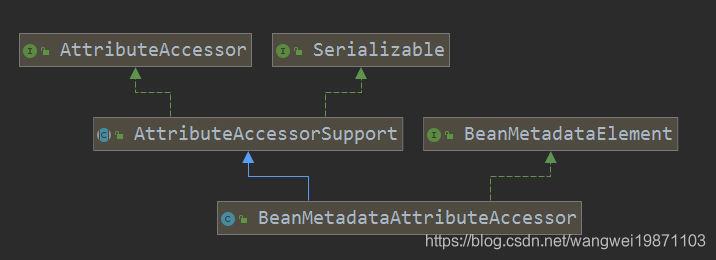 AttributeAccessor
Serializable
AttributeAccessorSupport
BeanMetadataElement
BeanMetadataAttributeAccessor
https://blog.csdn.net/wangwei19871103